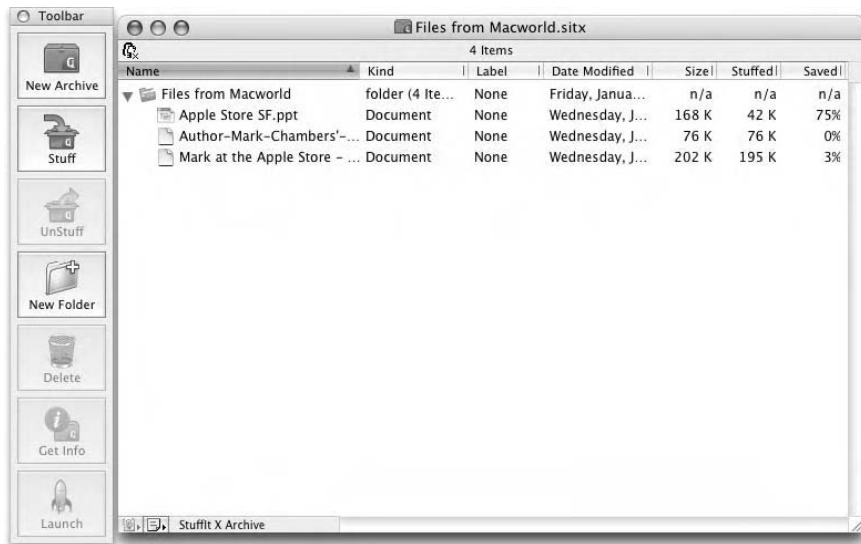 Toolbar
New Archive
Stuff
UnStuff
New Folder
Delete
Get Info
Launch
Files from Macworld.sitx
4 Items
Name Kind Label Date Modified Size Stuffed Saved
Files from Macworld folder (4 Ite... None Friday, Janua... n/a n/a n/a
Apple Store SF.ppt Document None Wednesday, J... 168 K 42 K 75%
Author-Mark-Chambers'-... Document None Wednesday, J... 76 K 76 K 0%
Mark at the Apple Store – ... Document None Wednesday, J... 202 K 195 K 3%
StuffIt X Archive